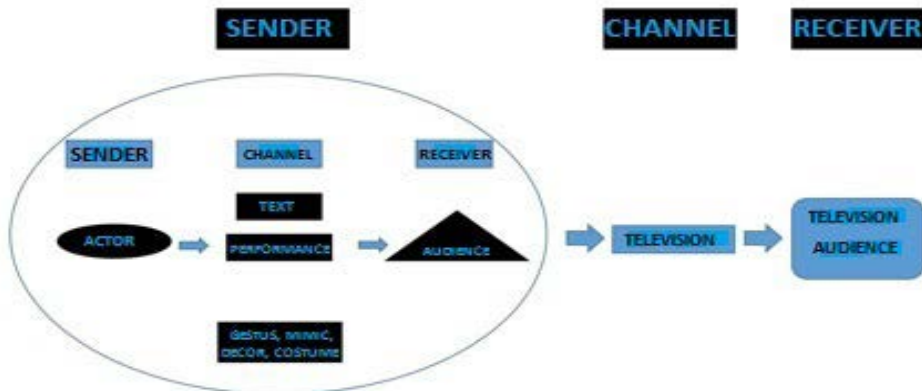 SENDER
CHANNEL
RECEIVER
SENDER
CHANNEL
RECEIVER
TEXT
ACTOR
PERFORMANCE
AUDIENCE
TELEVISION
TELEVISION
AUDIENCE
GESTUS, MIMIC,
DECOR, COSTUME